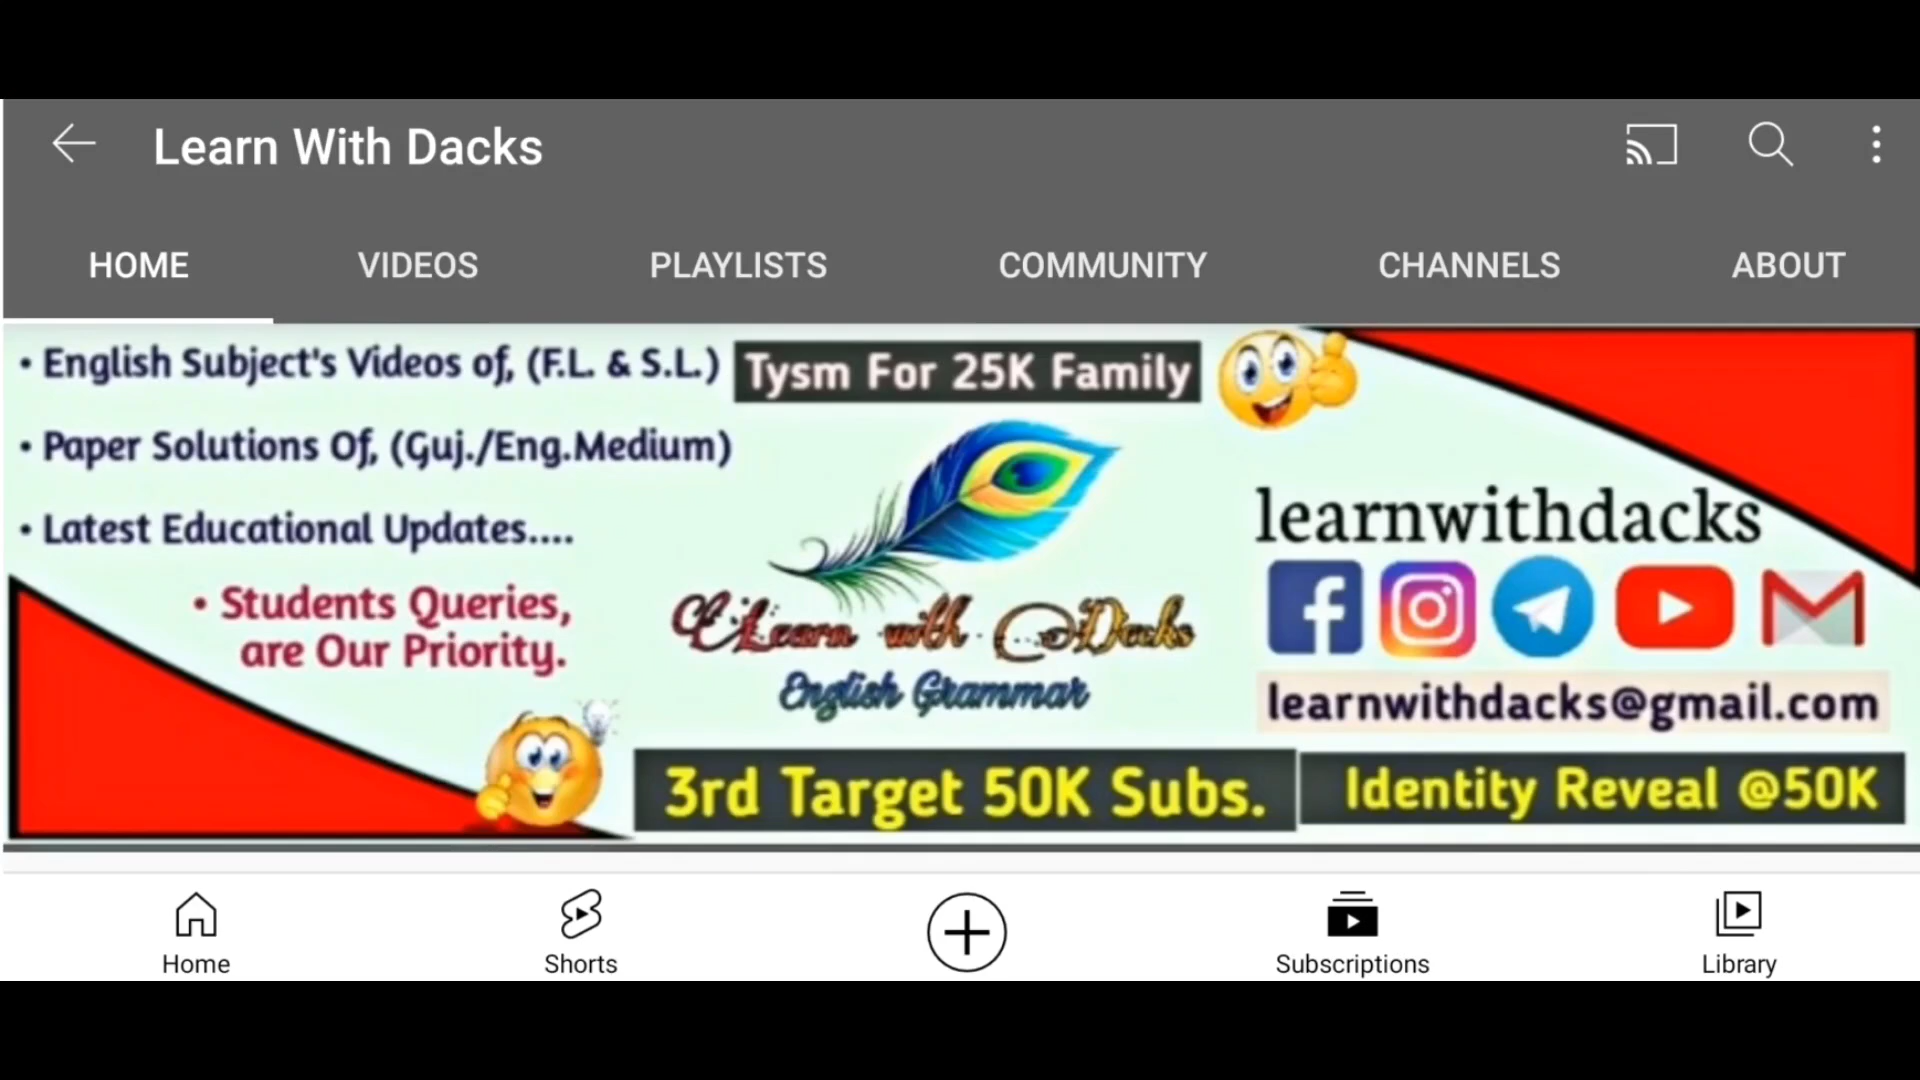 Learn With Dacks
HOME VIDEOS PLAYLISTS COMMUNITY CHANNELS ABOUT
• English Subject's Videos of, (F.L. & S.L.)
• Paper Solutions Of, (Guj./Eng.Medium)
• Latest Educational Updates....
• Students Queries,
are Our Priority.
Tysm For 25K Family
Learn with Dacks
English Grammar
learnwithdacks
learnwithdacks@gmail.com
3rd Target 50K Subs.
Identity Reveal @50K
Home Shorts Subscriptions Library